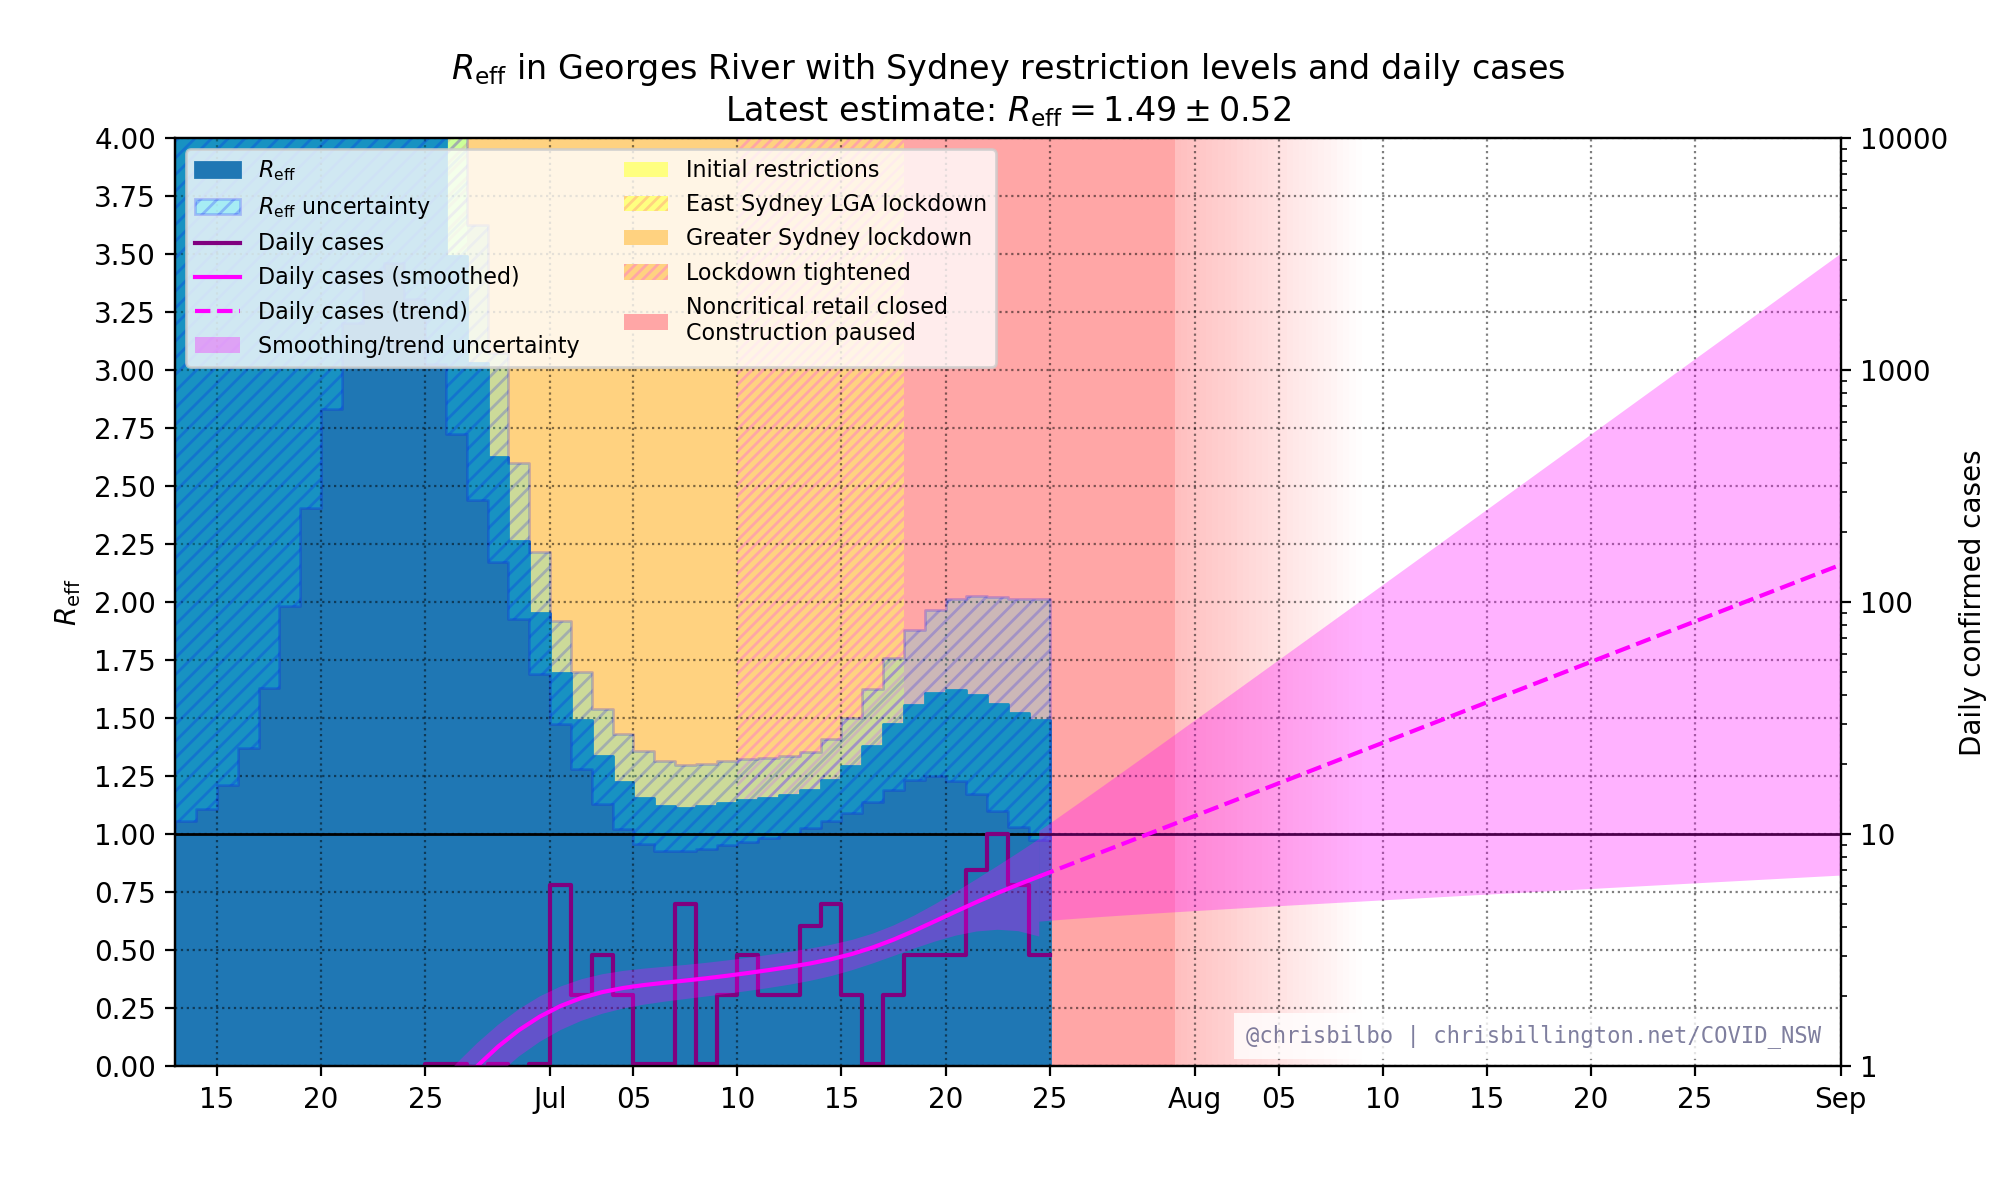 R_eff in Georges River with Sydney restriction levels and daily cases
Latest estimate: R_eff = 1.49 ± 0.52
R_eff
R_eff uncertainty
Daily cases
Daily cases (smoothed)
Daily cases (trend)
Smoothing/trend uncertainty
Initial restrictions
East Sydney LGA lockdown
Greater Sydney lockdown
Lockdown tightened
Noncritical retail closed
Construction paused
4.00
3.75
3.50
3.25
3.00
2.75
2.50
2.25
2.00
1.75
1.50
1.25
1.00
0.75
0.50
0.25
0.00
R_eff
10000
1000
100
10
1
Daily confirmed cases
@chrisbilbo | chrisbillington.net/COVID_NSW
15 20 25 Jul 05 10 15 20 25 Aug 05 10 15 20 25 Sep